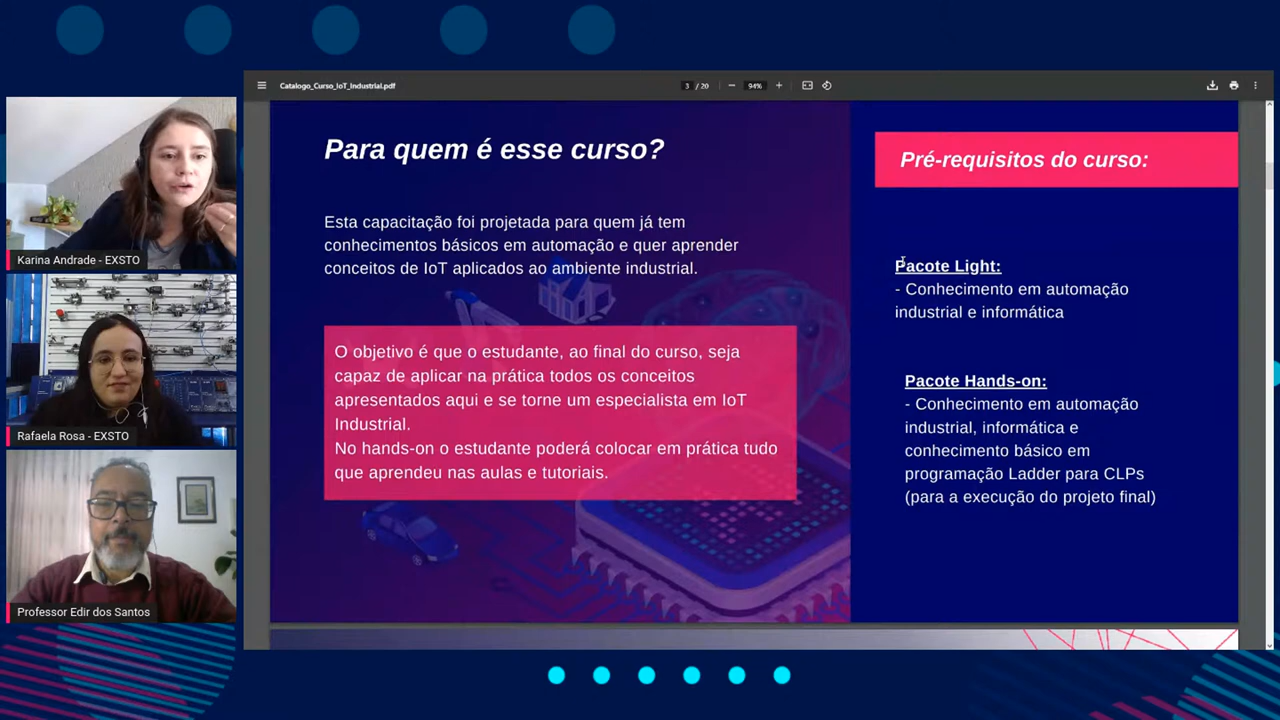 Catalogo_Curso_IoT_Industrial.pdf
3 / 20
94%
Karina Andrade - EXSTO
Rafaela Rosa - EXSTO
Professor Edir dos Santos
Para quem é esse curso?
Esta capacitação foi projetada para quem já tem
conhecimentos básicos em automação e quer aprender
conceitos de IoT aplicados ao ambiente industrial.
O objetivo é que o estudante, ao final do curso, seja
capaz de aplicar na prática todos os conceitos
apresentados aqui e se torne um especialista em IoT
Industrial.
No hands-on o estudante poderá colocar em prática tudo
que aprendeu nas aulas e tutoriais.
Pré-requisitos do curso:
Pacote Light:
- Conhecimento em automação
industrial e informática
Pacote Hands-on:
- Conhecimento em automação
industrial, informática e
conhecimento básico em
programação Ladder para CLPs
(para a execução do projeto final)